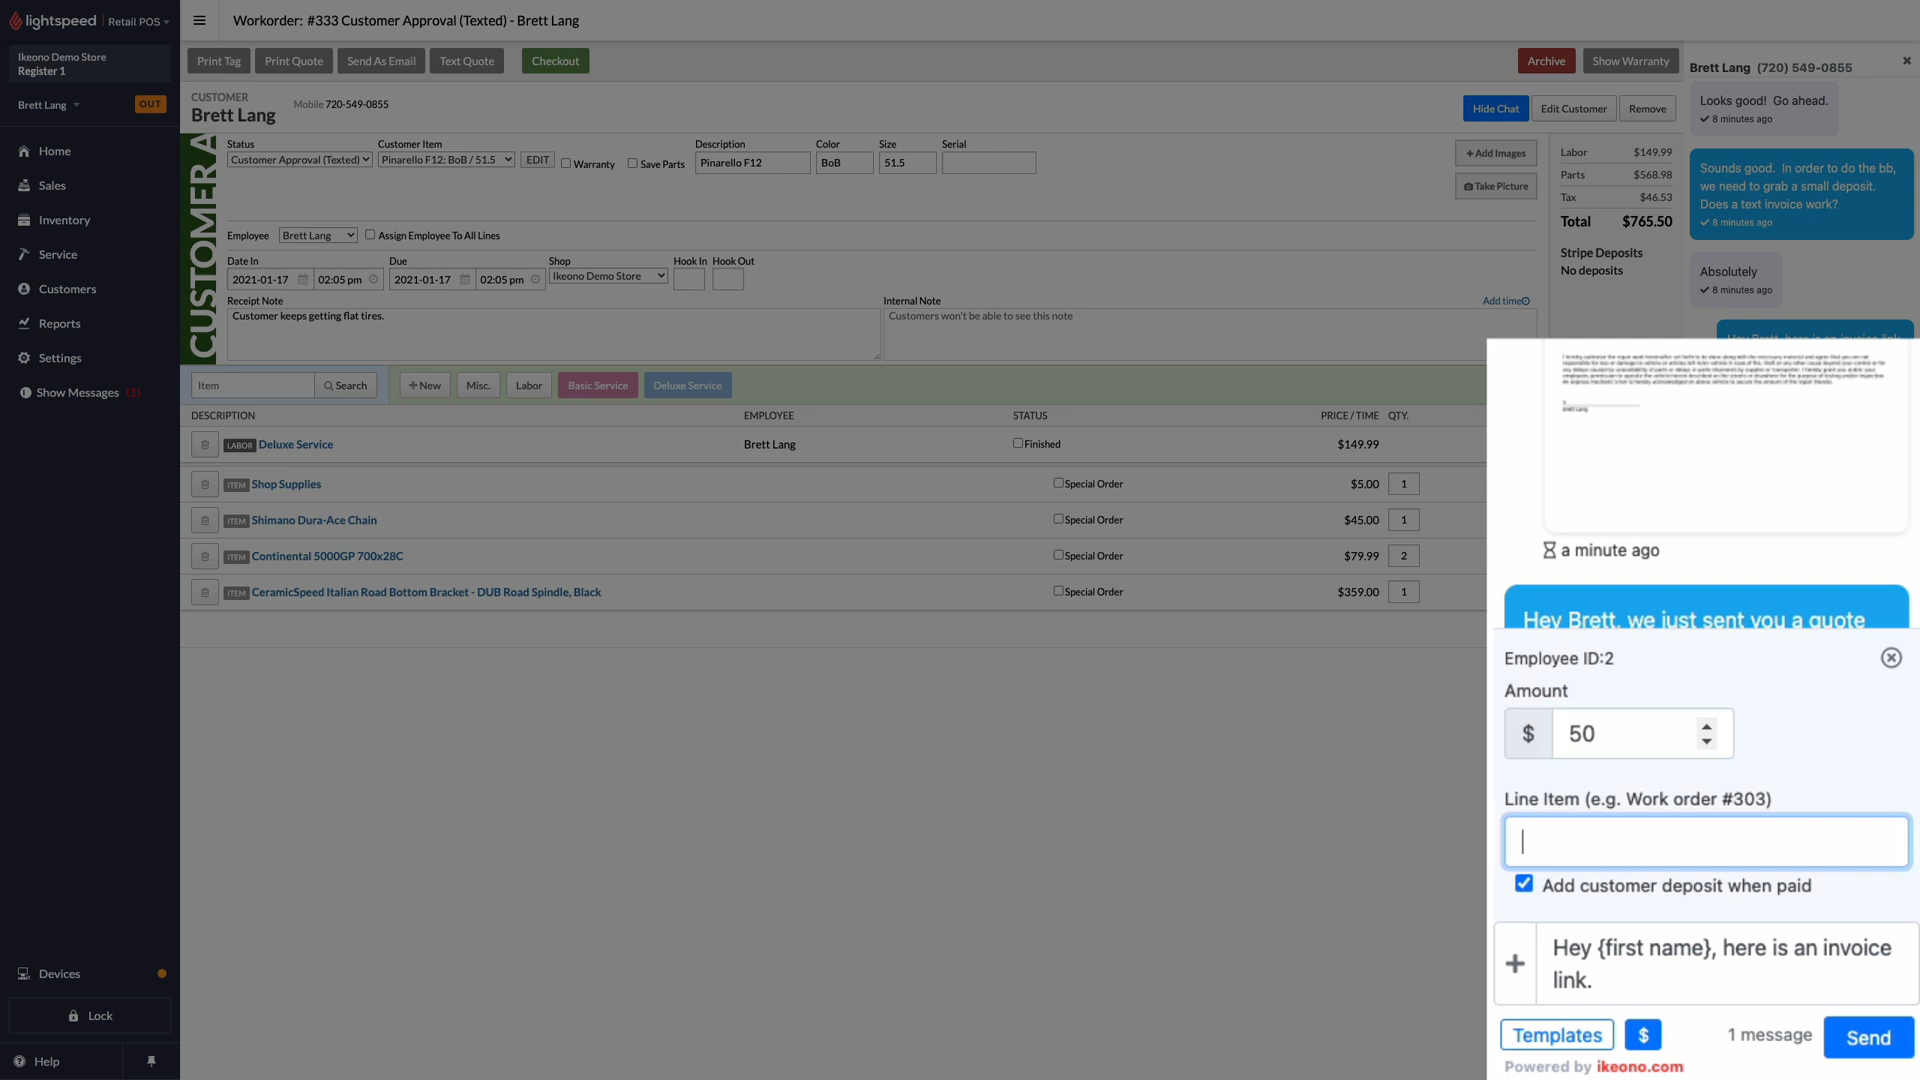 lightspeed Retail POS
Workorder: #333 Customer Approval (Texted) - Brett Lang
Ikeono Demo Store
Register 1
Brett Lang
OUT
Home
Sales
Inventory
Service
Customers
Reports
Settings
Show Messages (1)
Devices
Lock
Help
Print Tag
Print Quote
Send As Email
Text Quote
Checkout
Archive
Show Warranty
CUSTOMER
Brett Lang
Mobile 720-549-0855
Hide Chat
Edit Customer
Remove
CUSTOMER A
Status
Customer Approval (Texted)
Customer Item
Pinarello F12: BoB / 51.5
EDIT
Warranty
Save Parts
Description
Pinarello F12
Color
BoB
Size
51.5
Serial
+ Add Images
Take Picture
Labor $149.99
Parts $568.98
Tax $46.53
Total $765.50
Stripe Deposits
No deposits
Employee
Brett Lang
Assign Employee To All Lines
Date In
2021-01-17
02:05 pm
Due
2021-01-17
02:05 pm
Shop
Ikeono Demo Store
Hook In
Hook Out
Receipt Note
Customer keeps getting flat tires.
Internal Note
Add time
Customers won't be able to see this note
Item
Search
+ New
Misc.
Labor
Basic Service
Deluxe Service
DESCRIPTION EMPLOYEE STATUS PRICE / TIME QTY.
LABOR Deluxe Service Brett Lang Finished $149.99
ITEM Shop Supplies Special Order $5.00 1
ITEM Shimano Dura-Ace Chain Special Order $45.00 1
ITEM Continental 5000GP 700x28C Special Order $79.99 2
ITEM CeramicSpeed Italian Road Bottom Bracket - DUB Road Spindle, Black Special Order $359.00 1
Brett Lang (720) 549-0855
Looks good! Go ahead.
8 minutes ago
Sounds good. In order to do the bb,
we need to grab a small deposit.
Does a text invoice work?
8 minutes ago
Absolutely
8 minutes ago
Hey Brett, here is an invoice link
Brett Lang
a minute ago
Hey Brett, we just sent you a quote
Employee ID:2
Amount
$ 50
Line Item (e.g. Work order #303)
Add customer deposit when paid
+
Hey {first name}, here is an invoice
link.
Templates
$
1 message
Send
Powered by ikeono.com